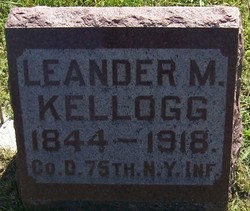 LEANDER M.
KELLOGG
1844–1918.
CO.D.75TH.N.Y.INF.